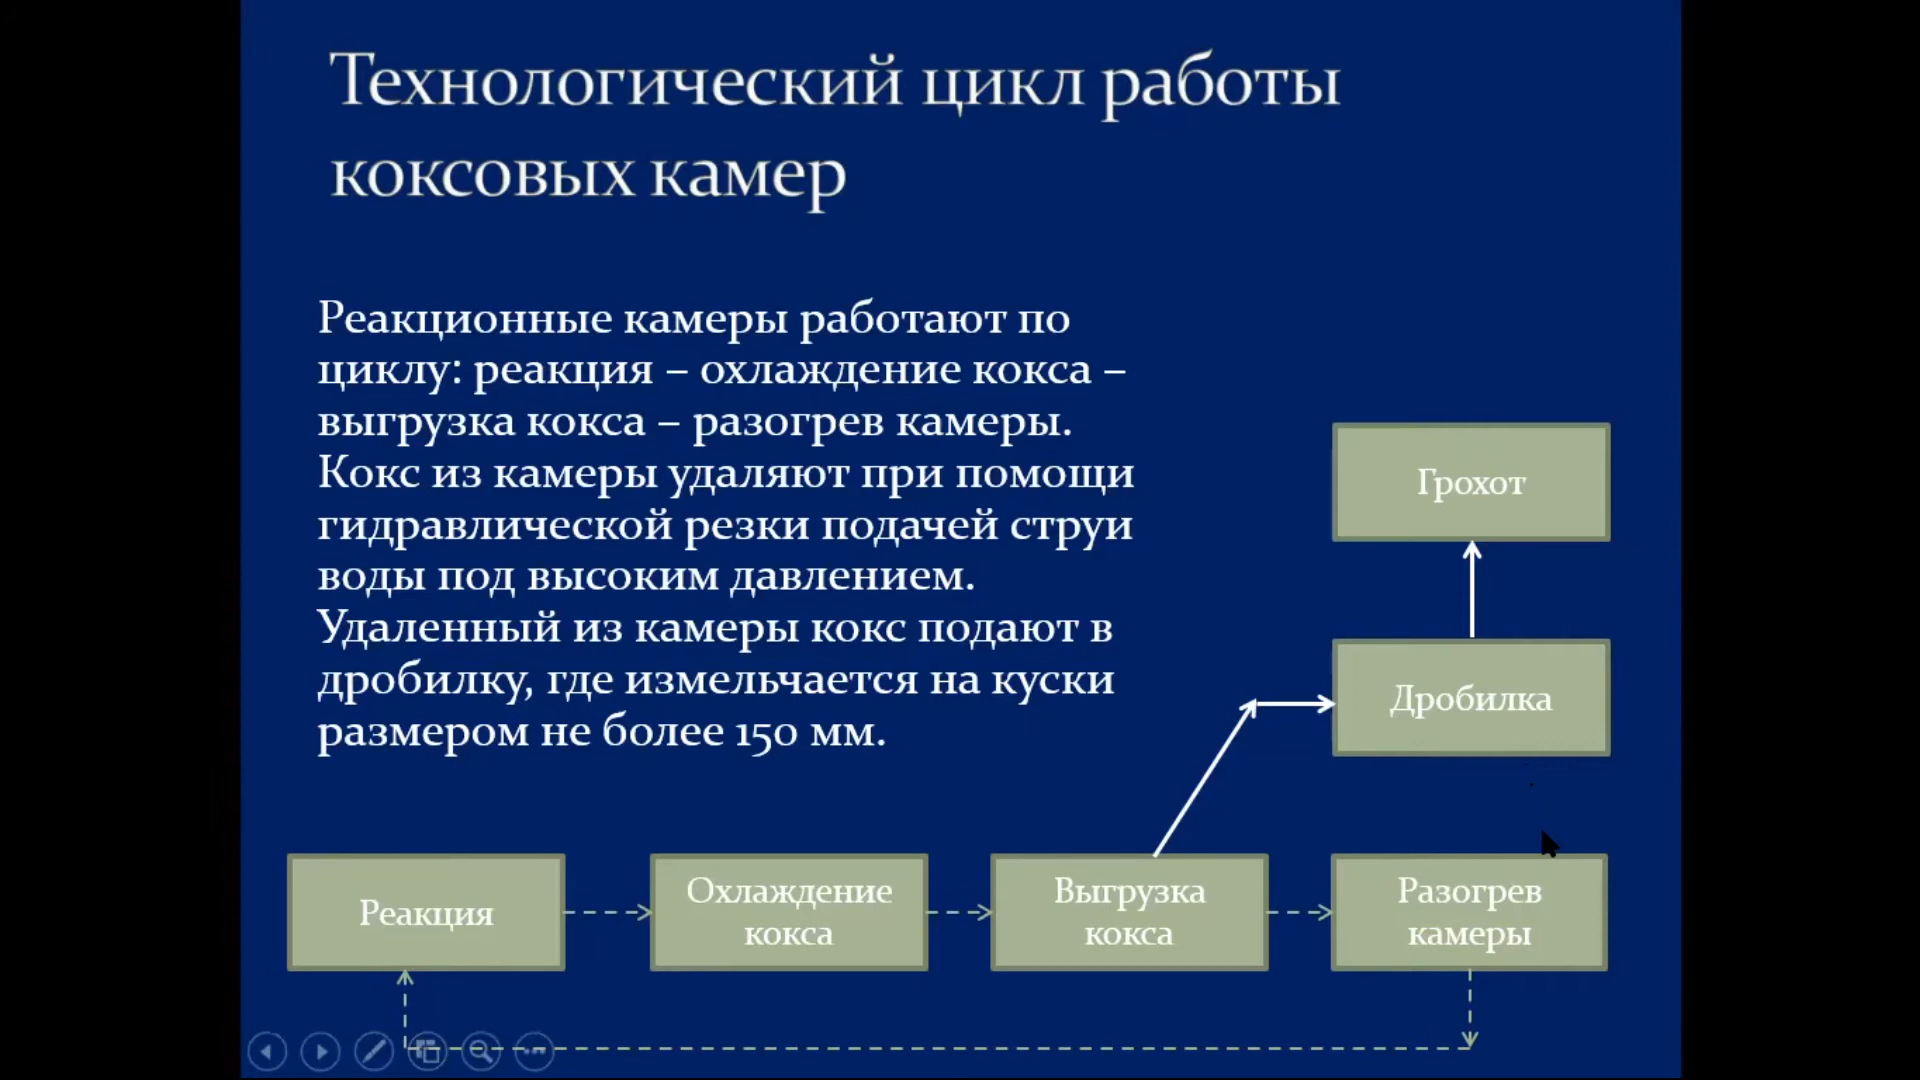 Технологический цикл работы
коксовых камер
Реакционные камеры работают по
циклу: реакция – охлаждение кокса –
выгрузка кокса – разогрев камеры.
Кокс из камеры удаляют при помощи
гидравлической резки подачей струи
воды под высоким давлением.
Удаленный из камеры кокс подают в
дробилку, где измельчается на куски
размером не более 150 мм.
Грохот
Дробилка
Реакция
Охлаждение
кокса
Выгрузка
кокса
Разогрев
камеры